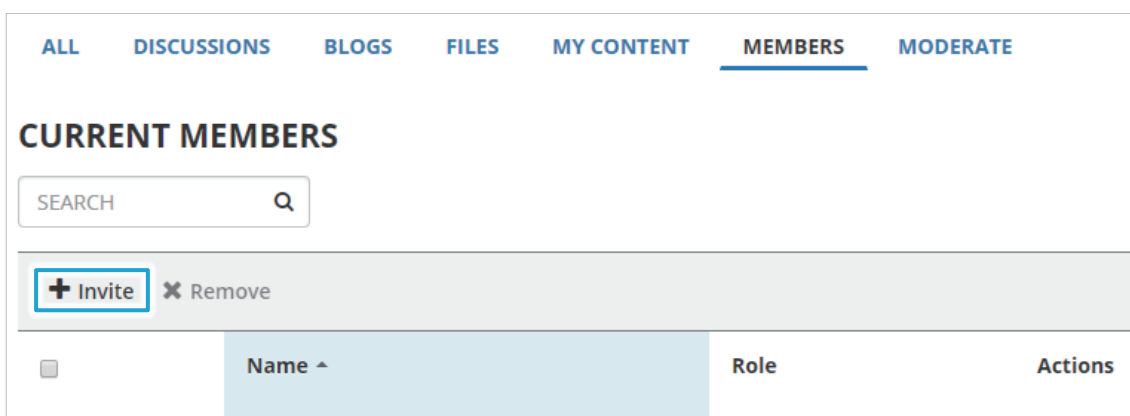 ALL DISCUSSIONS BLOGS FILES MY CONTENT MEMBERS MODERATE
CURRENT MEMBERS
SEARCH
Invite Remove
Name Role Actions